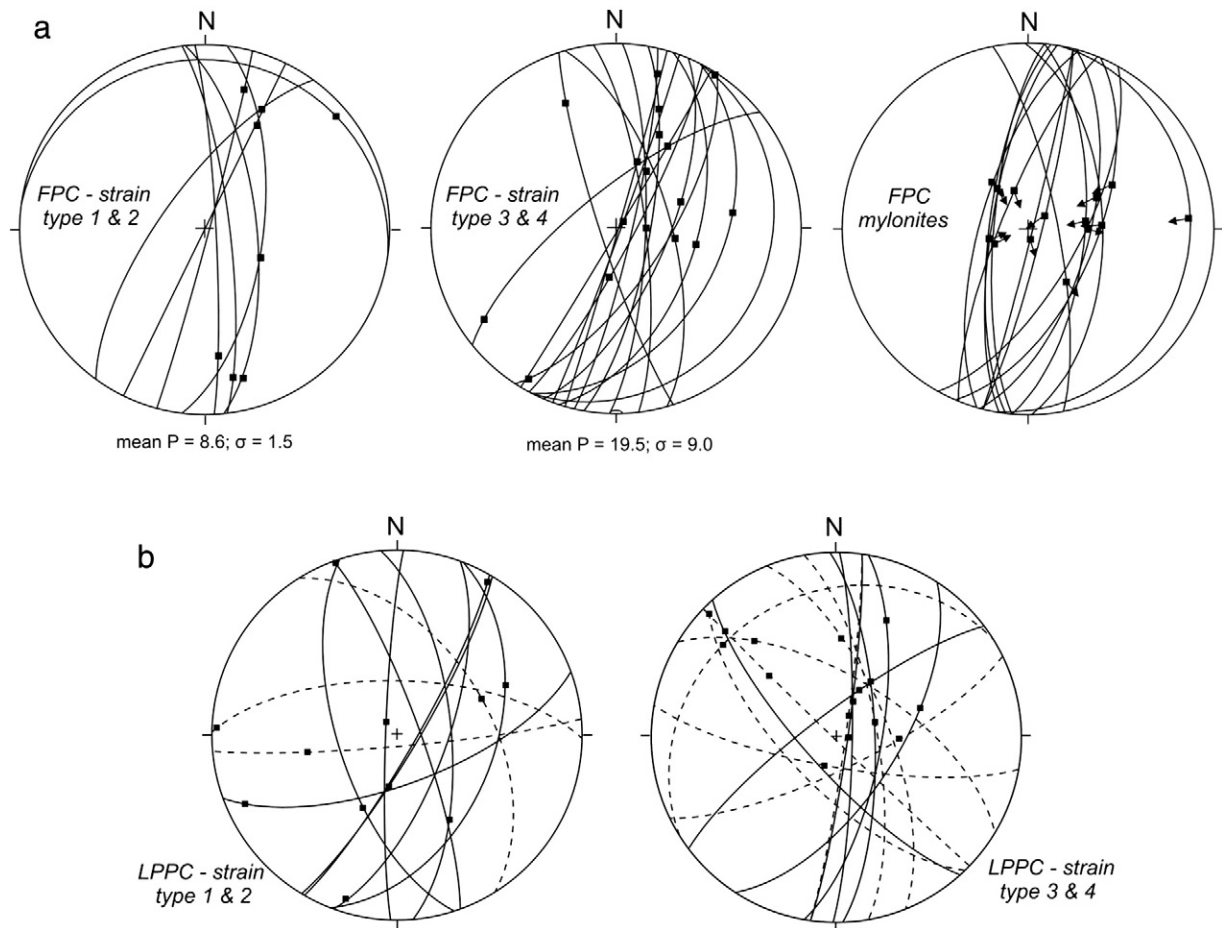 a
N
N
N
FPC - strain
type 1 & 2
FPC - strain
type 3 & 4
FPC
mylonites
mean P = 8.6; σ = 1.5
mean P = 19.5; σ = 9.0
b
N
N
LPPC - strain
type 1 & 2
LPPC - strain
type 3 & 4